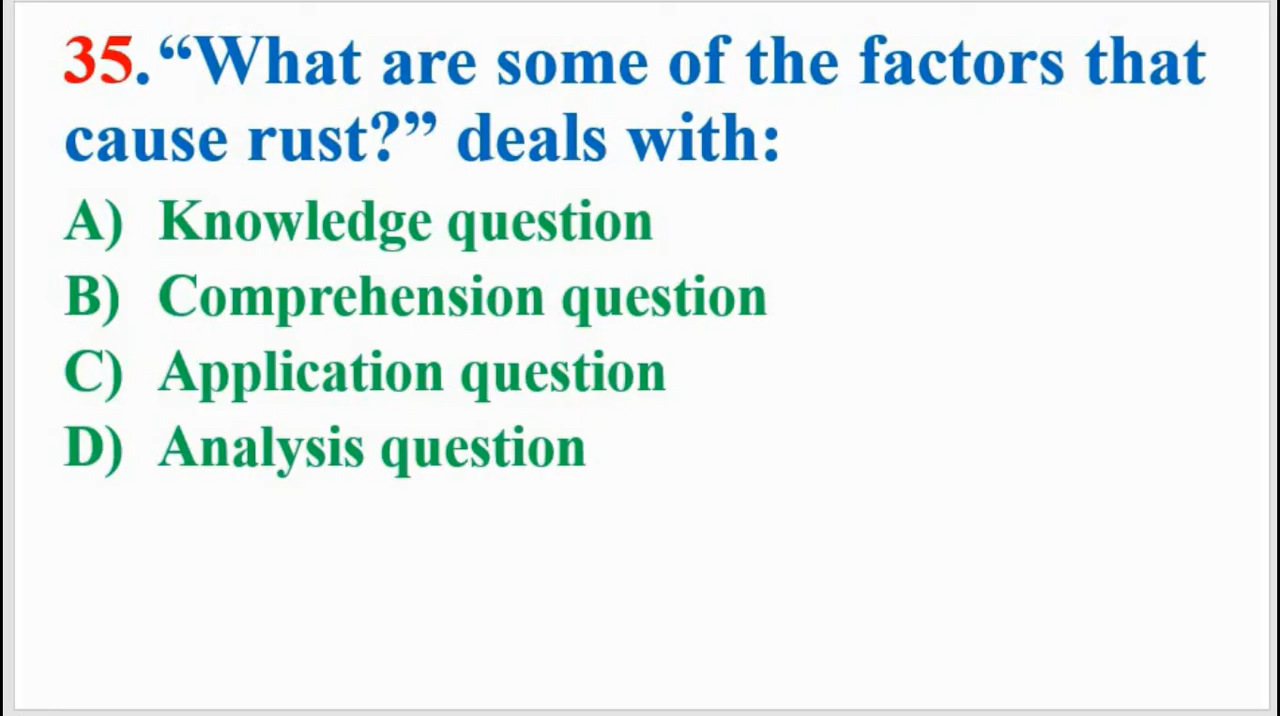 35. “What are some of the factors that
cause rust?” deals with:
A) Knowledge question
B) Comprehension question
C) Application question
D) Analysis question